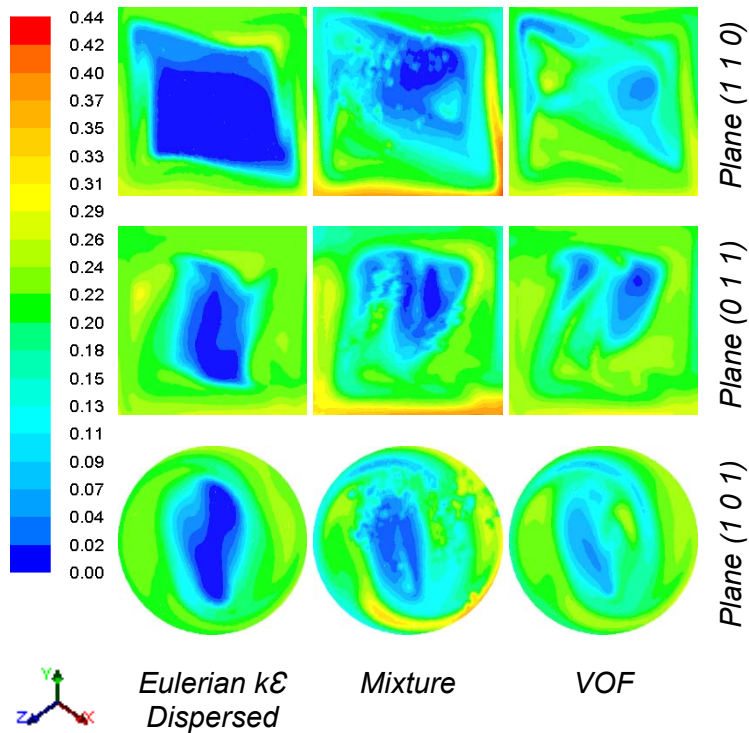 0.44
0.42
0.40
0.37
0.35
0.33
0.31
0.29
0.26
0.24
0.22
0.20
0.18
0.15
0.13
0.11
0.09
0.07
0.04
0.02
0.00
Plane (1 1 0)
Plane (0 1 1)
Plane (1 0 1)
Y
Z
X
Eulerian kƐ
Dispersed
Mixture
VOF